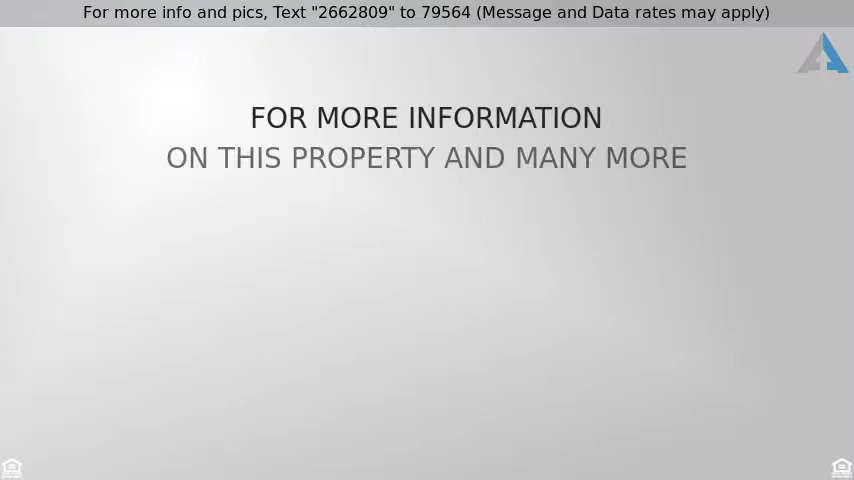 For more info and pics, Text "2662809" to 79564 (Message and Data rates may apply)
FOR MORE INFORMATION
ON THIS PROPERTY AND MANY MORE